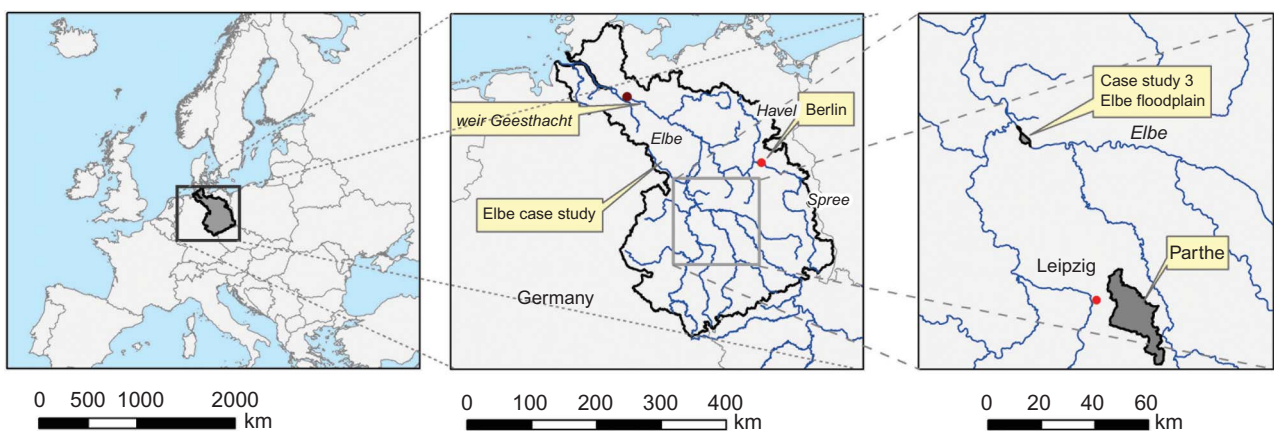 weir Geesthacht
Havel
Berlin
Elbe
Elbe case study
Spree
Germany
Case study 3
Elbe floodplain
Elbe
Leipzig
Parthe
0 500 1000 2000
km
0 100 200 300 400
km
0 20 40 60
km